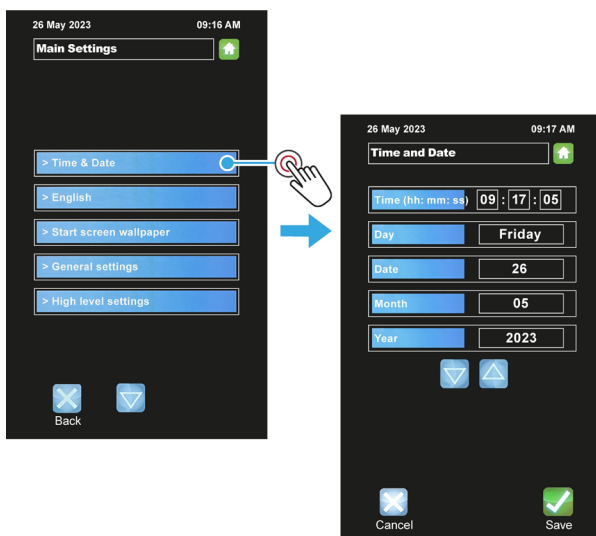 26 May 2023 09:16 AM
Main Settings
> Time & Date
> English
> Start screen wallpaper
> General settings
> High level settings
Back
26 May 2023 09:17 AM
Time and Date
Time (hh: mm: ss) 09 : 17 : 05
Day Friday
Date 26
Month 05
Year 2023
Cancel Save